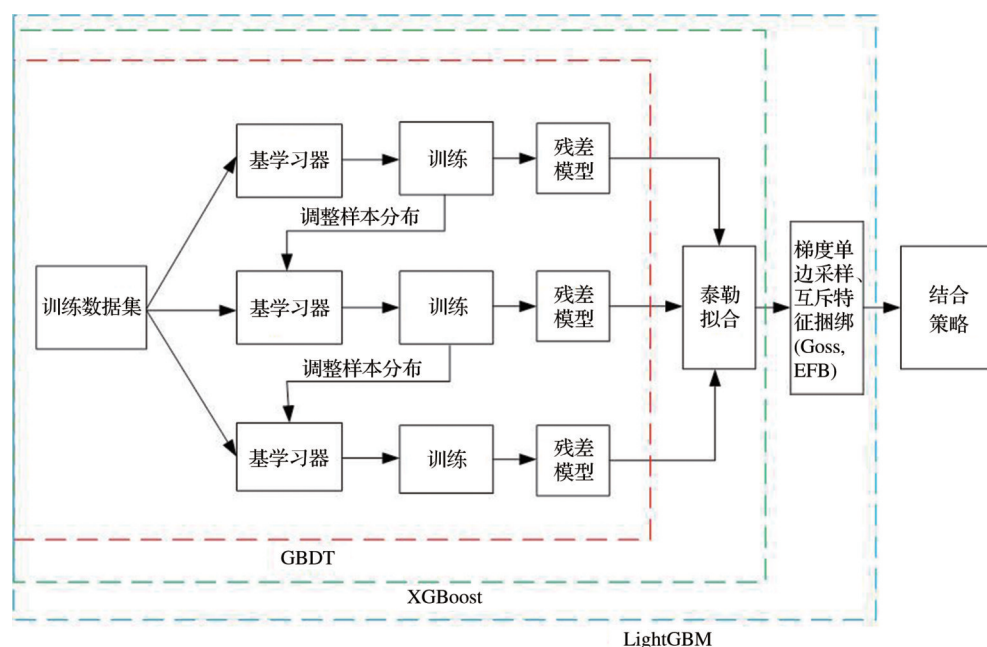 基学习器
训练
残差
模型
调整样本分布
训练数据集
基学习器
训练
残差
模型
泰勒
拟合
梯度单
边采样、
互斥特
征捆绑
(Goss,
EFB)
结合
策略
调整样本分布
基学习器
训练
残差
模型
GBDT
XGBoost
LightGBM